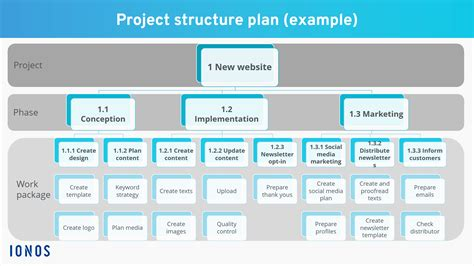 Project structure plan (example)
Project
1 New website
Phase
1.1
Conception
1.2
Implementation
1.3 Marketing
Work
package
1.1.1 Create
design
1.1.2 Plan
content
1.2.1 Create
content
1.2.2 Update
content
1.2.3
Newsletter
opt-in
1.3.1 Social
media
marketing
1.3.2
Distribute
newsletter
s
1.3.3 Inform
customers
Create
template
Keyword
strategy
Create texts
Upload
Prepare
thank yous
Create
social media
plan
Create and
proofread
texts
Prepare
emails
Create logo
Plan media
Create
images
Quality
control
Prepare
profiles
Create
newsletter
template
Check
distributor
IONOS